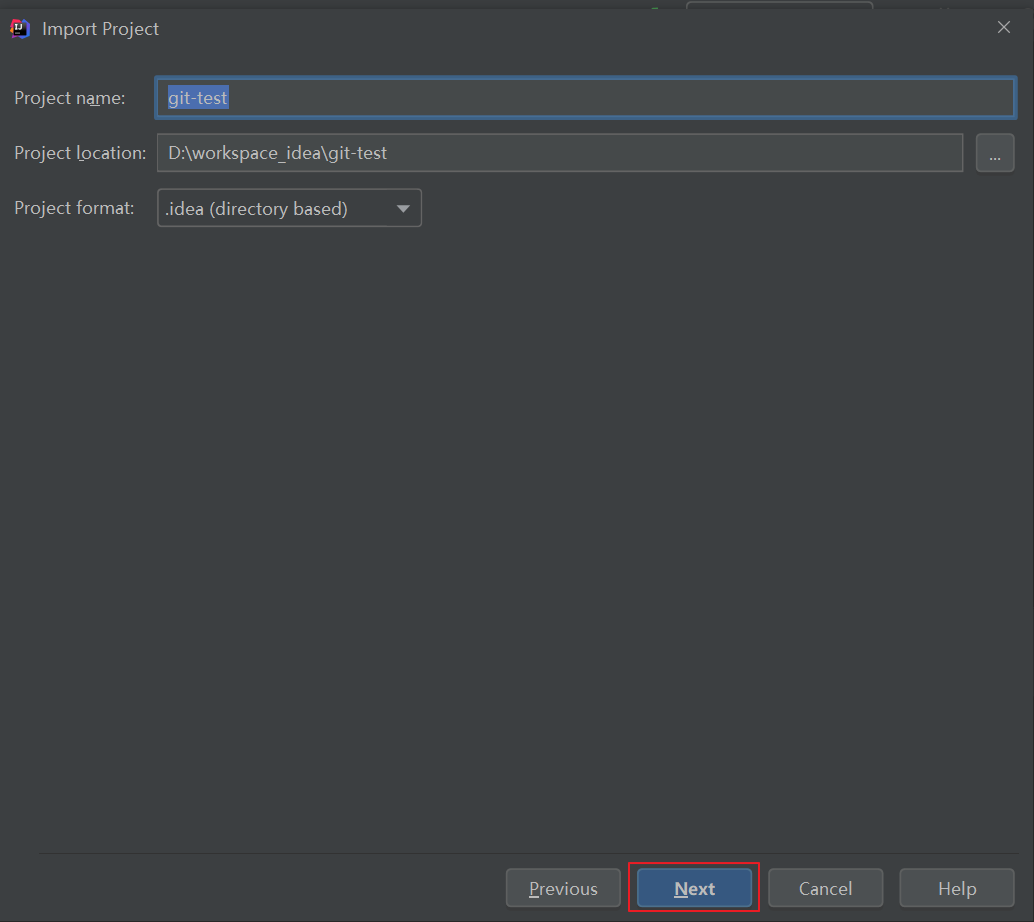 Import Project
Project name: git-test
Project location: D:\workspace_idea\git-test ...
Project format: .idea (directory based)
Previous Next Cancel Help